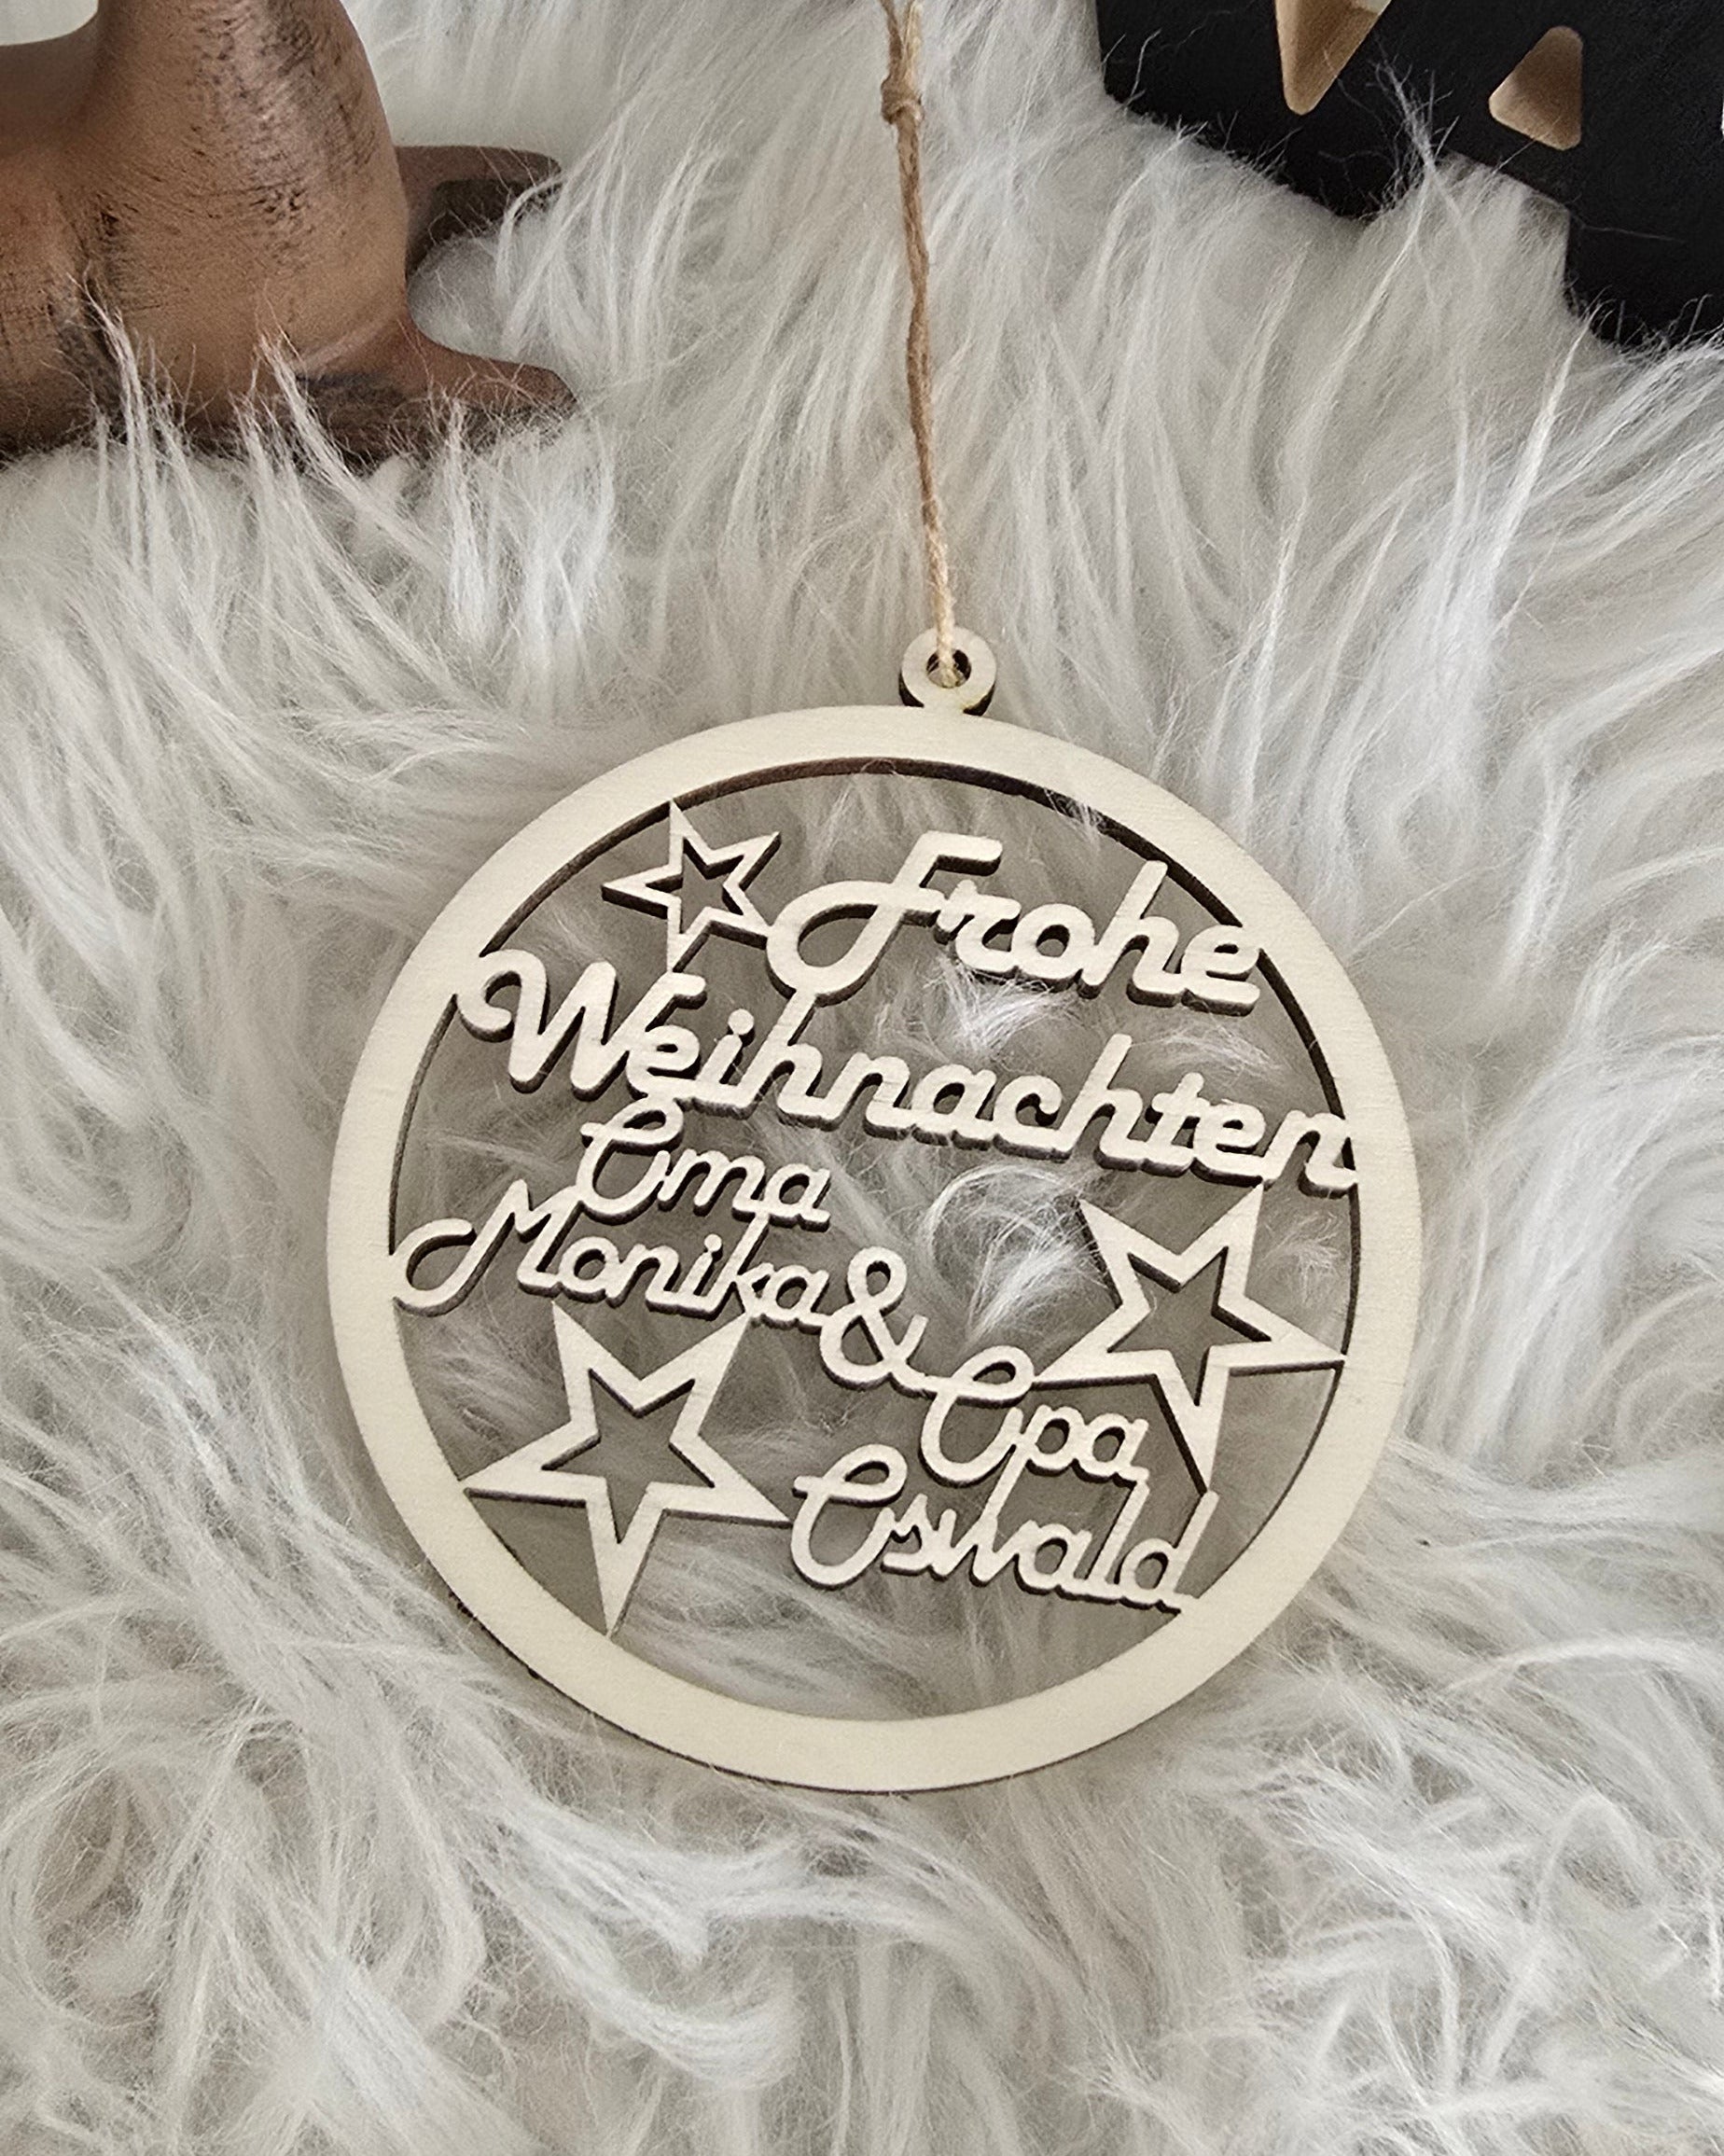 Frohe
Weihnachten
Oma
Monika &
Opa
Oswald